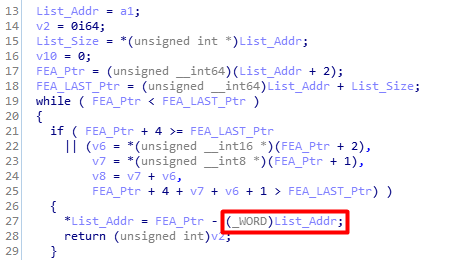 13 List_Addr = a1;
14 v2 = 0i64;
15 List_Size = *(unsigned int *)List_Addr;
16 v10 = 0;
17 FEA_Ptr = (unsigned __int64)(List_Addr + 2);
18 FEA_LAST_Ptr = (unsigned __int64)List_Addr + List_Size;
19 while ( FEA_Ptr < FEA_LAST_Ptr )
20 {
21 if ( FEA_Ptr + 4 >= FEA_LAST_Ptr
22 || (v6 = *(unsigned __int16 *)(FEA_Ptr + 2),
23 v7 = *(unsigned __int8 *)(FEA_Ptr + 1),
24 v8 = v7 + v6,
25 FEA_Ptr + 4 + v7 + v6 + 1 > FEA_LAST_Ptr) )
26 {
27 *List_Addr = FEA_Ptr - (_WORD)List_Addr;
28 return (unsigned int)v2;
29 }